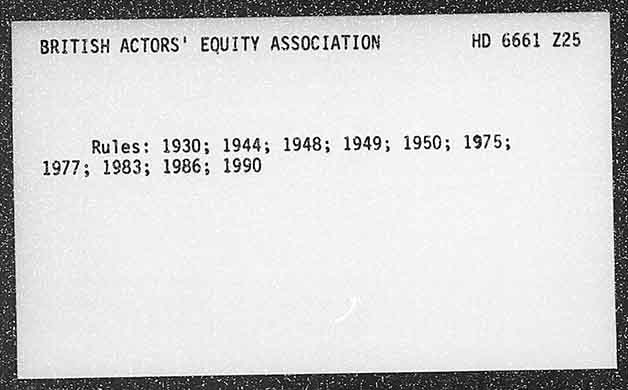 BRITISH ACTORS' EQUITY ASSOCIATION HD 6661 Z25
Rules: 1930; 1944; 1948; 1949; 1950; 1975;
1977; 1983; 1986; 1990